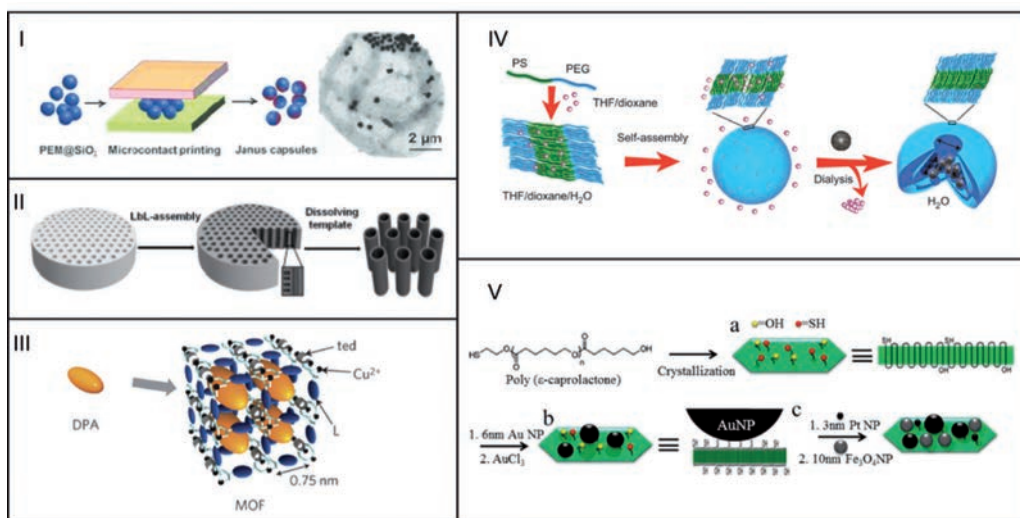 I
PEM@SiO₂
Microcontact printing
Janus capsules
2 μm
II
LbL-assembly
Dissolving
template
III
DPA
ted
Cu²⁺
L
0.75 nm
MOF
IV
PS
PEG
THF/dioxane
THF/dioxane/H₂O
Self-assembly
Dialysis
H₂O
V
a
=OH
=SH
HS
O
O
O
O
n
OH
Poly (ε-caprolactone)
Crystallization
SH
SH
OH
OH
b
1. 6nm Au NP
2. AuCl₃
AuNP
c
1. 3nm Pt NP
2. 10nm Fe₃O₄NP